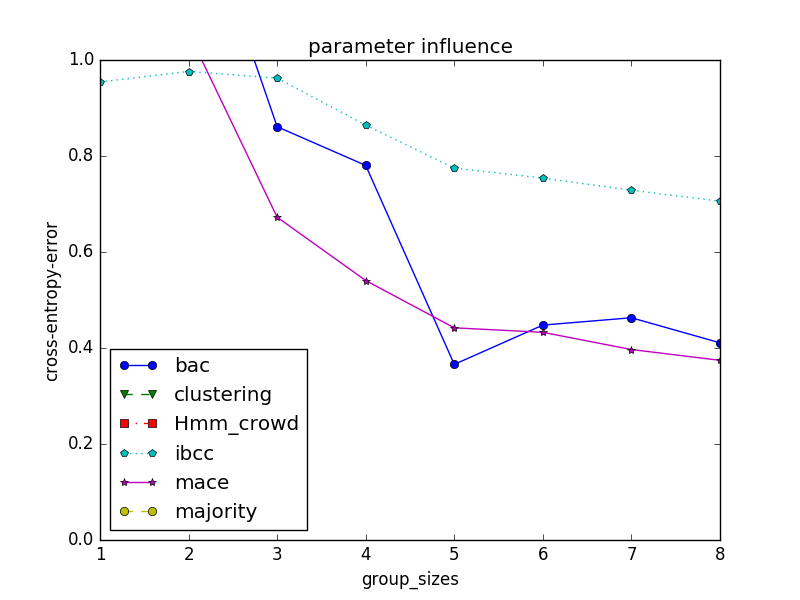 parameter influence
1.0
0.8
0.6
0.4
0.2
0.0
cross-entropy-error
bac
clustering
Hmm_crowd
ibcc
mace
majority
1 2 3 4 5 6 7 8
group_sizes